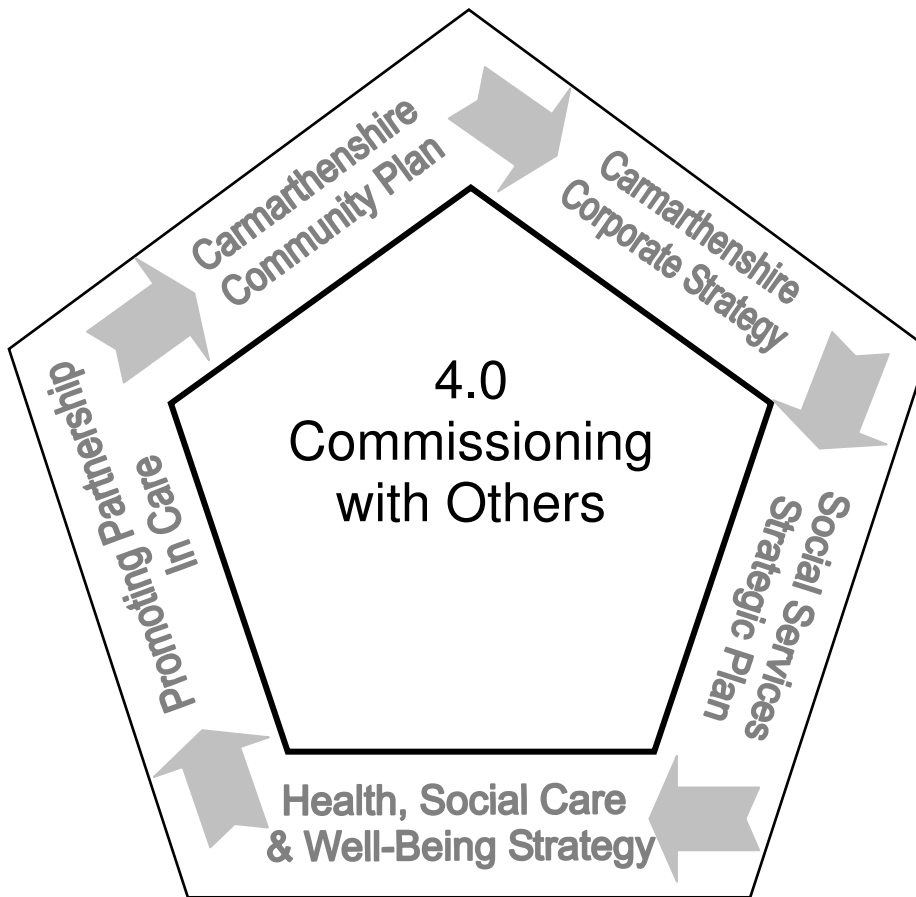 Carmarthenshire
Community Plan
Carmarthenshire
Corporate Strategy
Social Services
Strategic Plan
Health, Social Care
& Well-Being Strategy
Promoting Partnership
In Care
4.0
Commissioning
with Others